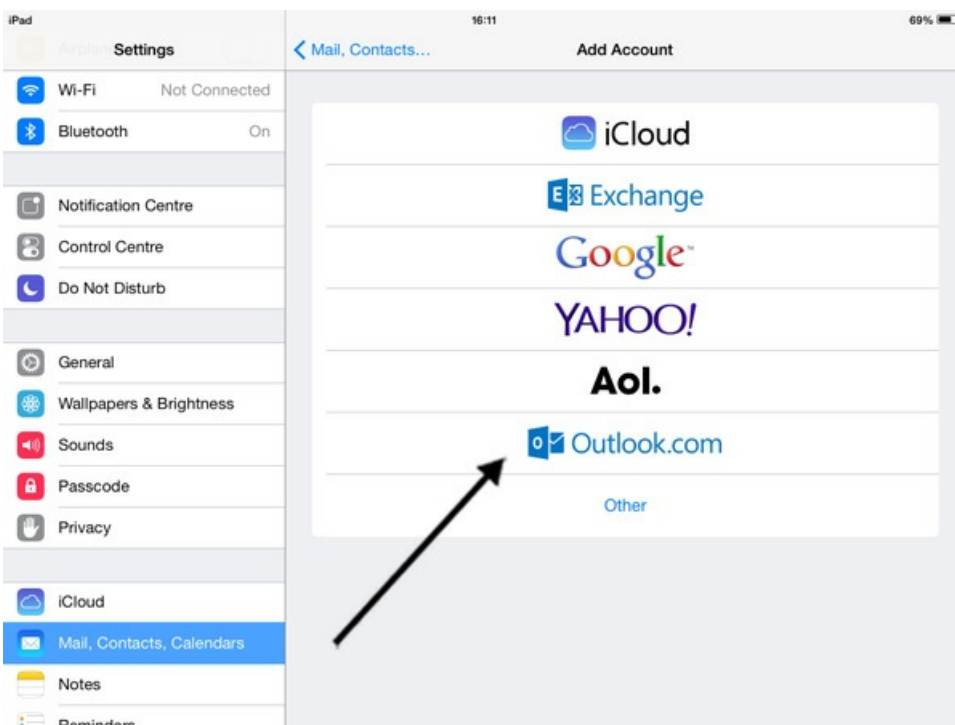 iPad 16:11 69%
Settings
Wi-Fi Not Connected
Bluetooth On
Notification Centre
Control Centre
Do Not Disturb
General
Wallpapers & Brightness
Sounds
Passcode
Privacy
iCloud
Mail, Contacts, Calendars
Notes
Reminders
Mail, Contacts... Add Account
iCloud
E Exchange
Google™
YAHOO!
Aol.
o Outlook.com
Other